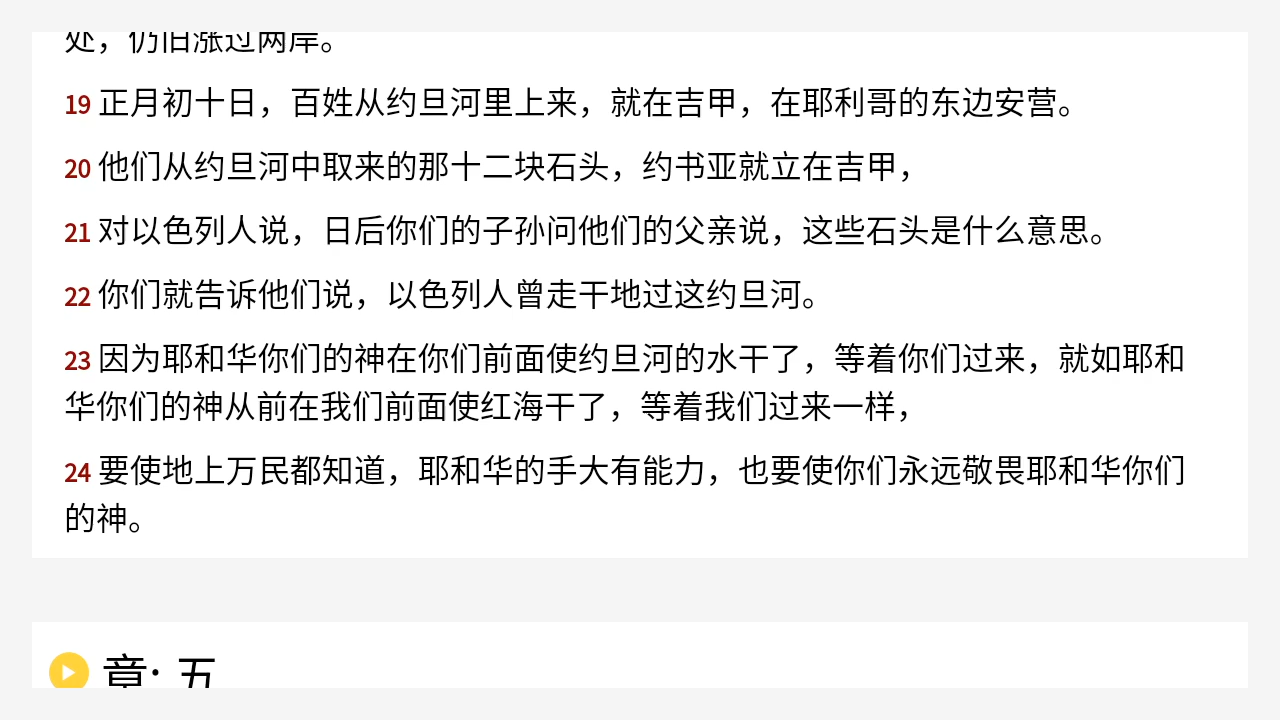 处，仍旧涨过两岸。
19 正月初十日，百姓从约旦河里上来，就在吉甲，在耶利哥的东边安营。
20 他们从约旦河中取来的那十二块石头，约书亚就立在吉甲，
21 对以色列人说，日后你们的子孙问他们的父亲说，这些石头是什么意思。
22 你们就告诉他们说，以色列人曾走干地过这约旦河。
23 因为耶和华你们的神在你们前面使约旦河的水干了，等着你们过来，就如耶和
华你们的神从前在我们前面使红海干了，等着我们过来一样，
24 要使地上万民都知道，耶和华的手大有能力，也要使你们永远敬畏耶和华你们
的神。
章: 五